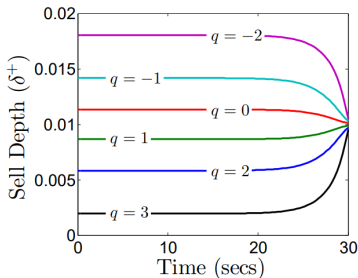 0.02
0.015
0.01
0.005
0
Sell Depth (δ⁺)
q = −2
q = −1
q = 0
q = 1
q = 2
q = 3
0 10 20 30
Time (secs)